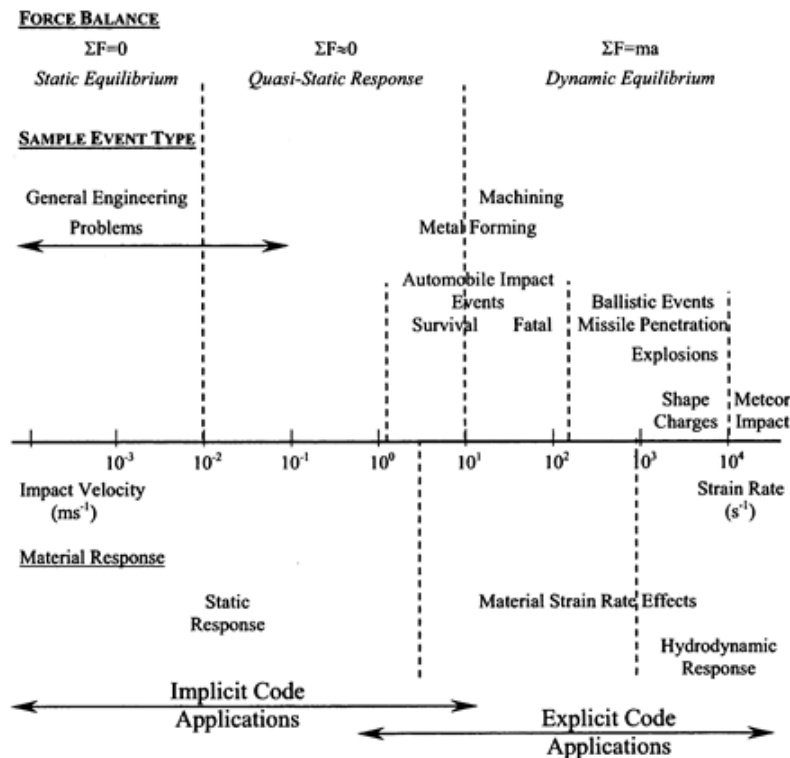 FORCE BALANCE
ΣF=0 ΣF≈0 ΣF=ma
Static Equilibrium Quasi-Static Response Dynamic Equilibrium
SAMPLE EVENT TYPE
General Engineering Machining
Problems Metal Forming
Automobile Impact
Events Ballistic Events
Survival Fatal Missile Penetration
Explosions
Shape Meteor
Charges Impact
10⁻³ 10⁻² 10⁻¹ 10⁰ 10¹ 10² 10³ 10⁴
Impact Velocity Strain Rate
(ms⁻¹) (s⁻¹)
Material Response
Static Material Strain Rate Effects
Response
Hydrodynamic
Response
Implicit Code
Applications
Explicit Code
Applications